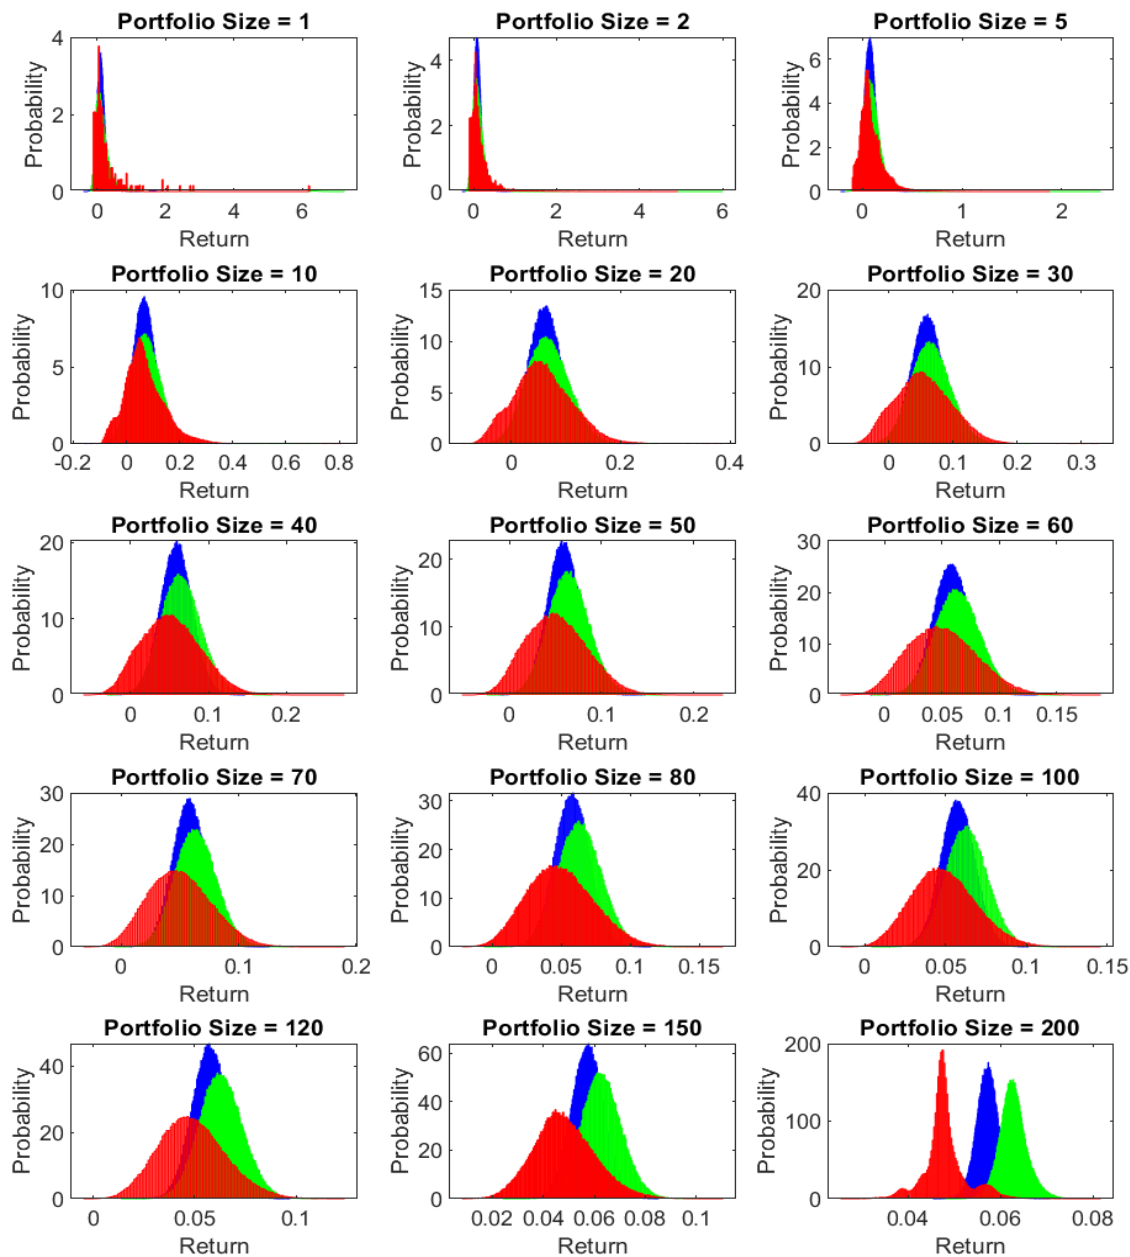 Portfolio Size = 1
Probability
4
2
0
0 2 4 6
Return
Portfolio Size = 2
Probability
4
2
0
0 2 4 6
Return
Portfolio Size = 5
Probability
6
4
2
0
0 1 2
Return
Portfolio Size = 10
Probability
10
5
0
-0.2 0 0.2 0.4 0.6 0.8
Return
Portfolio Size = 20
Probability
15
10
5
0
0 0.2 0.4
Return
Portfolio Size = 30
Probability
20
10
0
0 0.1 0.2 0.3
Return
Portfolio Size = 40
Probability
20
10
0
0 0.1 0.2
Return
Portfolio Size = 50
Probability
20
10
0
0 0.1 0.2
Return
Portfolio Size = 60
Probability
30
20
10
0
0 0.05 0.1 0.15
Return
Portfolio Size = 70
Probability
30
20
10
0
0 0.1 0.2
Return
Portfolio Size = 80
Probability
30
20
10
0
0 0.05 0.1 0.15
Return
Portfolio Size = 100
Probability
40
20
0
0 0.05 0.1 0.15
Return
Portfolio Size = 120
Probability
40
20
0
0 0.05 0.1
Return
Portfolio Size = 150
Probability
60
40
20
0
0.02 0.04 0.06 0.08 0.1
Return
Portfolio Size = 200
Probability
200
100
0
0.04 0.06 0.08
Return